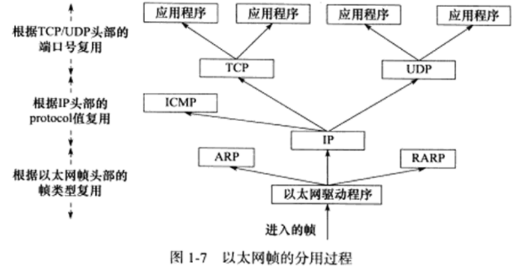 应用程序 应用程序 应用程序 应用程序
根据TCP/UDP头部的
端口号复用
TCP UDP
根据IP头部的
protocol值复用
ICMP
IP
ARP RARP
根据以太网帧头部的
帧类型复用
以太网驱动程序
进入的帧
图 1-7 以太网帧的分用过程